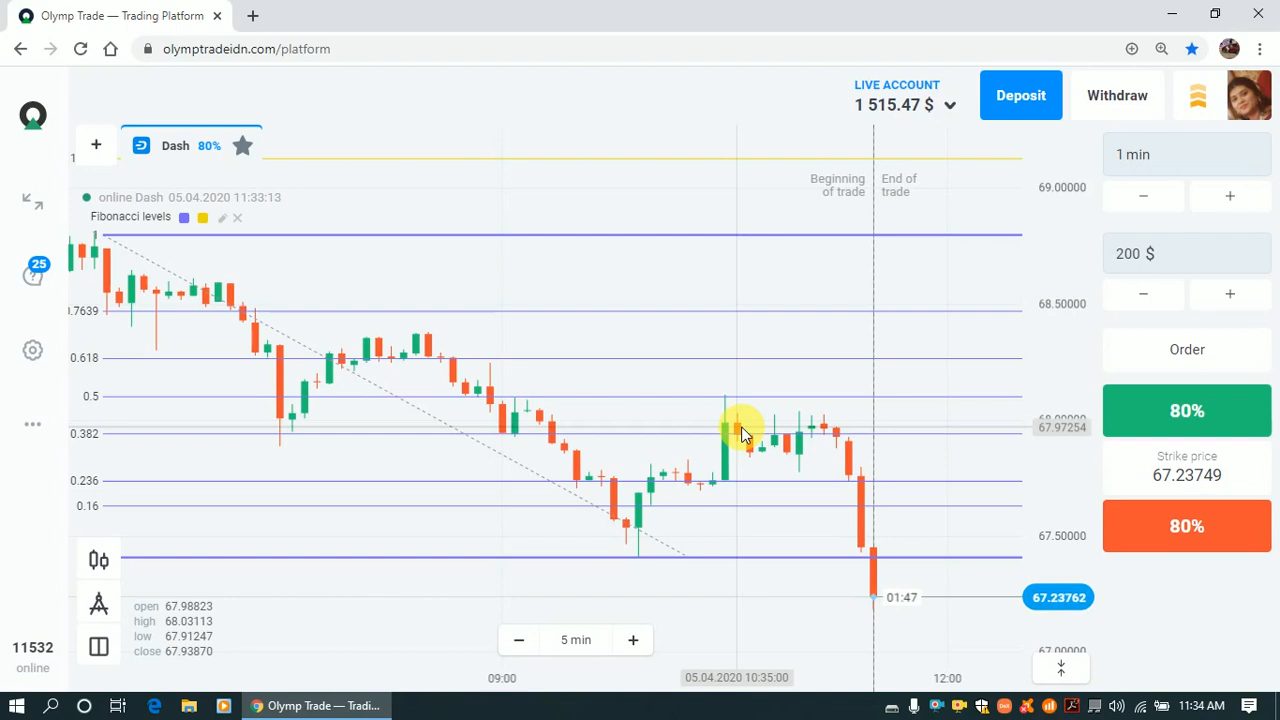 Olymp Trade — Trading Platform
olymptradeidn.com/platform
LIVE ACCOUNT
1 515.47 $
Deposit
Withdraw
Dash 80%
1 min
Beginning
of trade
End of
trade
69.00000
online Dash 05.04.2020 11:33:13
Fibonacci levels
1
200 $
25
68.50000
.7639
Order
0.618
0.5
80%
0.382
67.97254
Strike price
67.23749
0.236
0.16
80%
67.50000
01:47
67.23762
open 67.98823
high 68.03113
low 67.91247
close 67.93870
5 min
11532
online
09:00
05.04.2020 10:35:00
12:00
67.00000
Olymp Trade — Tradi...
11:34 AM